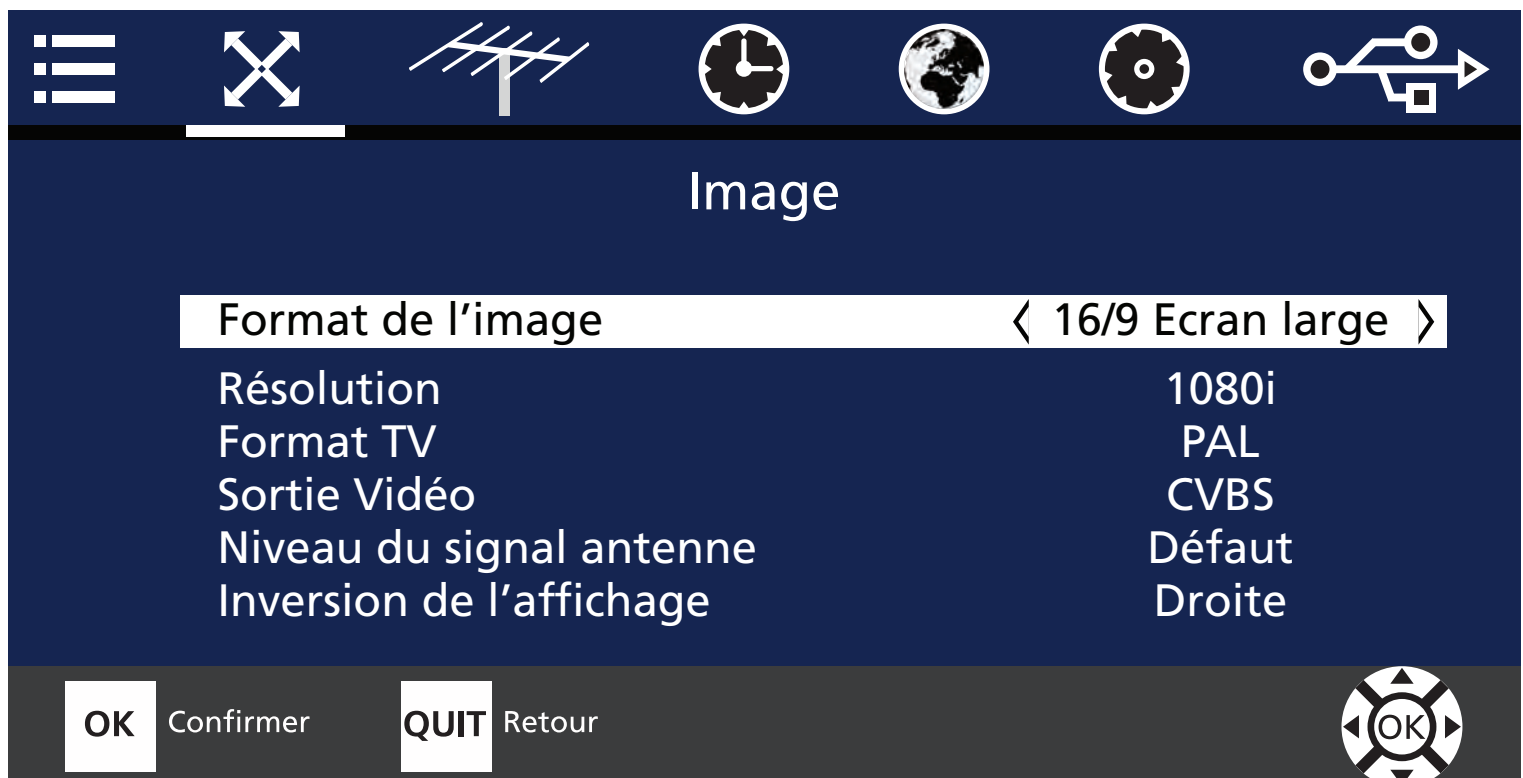 Image
Format de l’image 16/9 Ecran large
Résolution 1080i
Format TV PAL
Sortie Vidéo CVBS
Niveau du signal antenne Défaut
Inversion de l’affichage Droite
OK Confirmer QUIT Retour OK